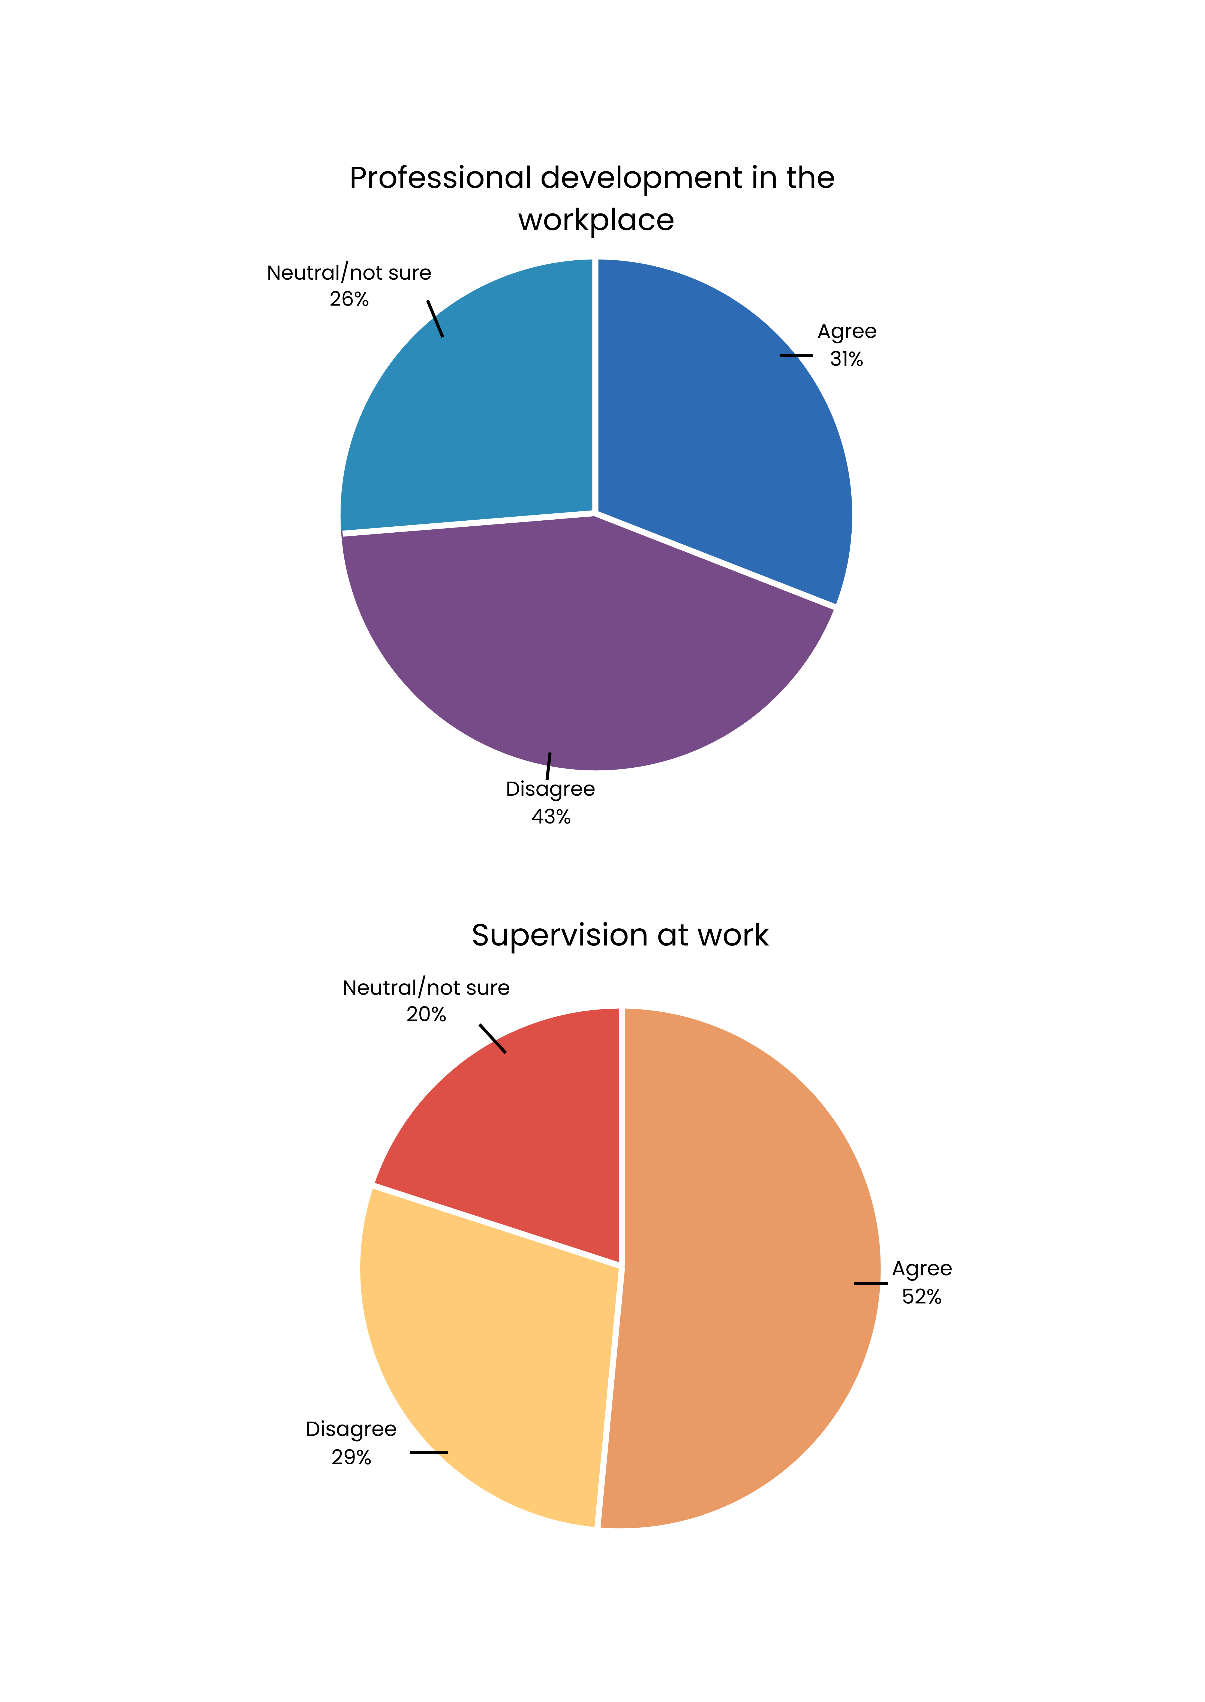 Professional development in the
workplace
Neutral/not sure
26%
Agree
31%
Disagree
43%
Supervision at work
Neutral/not sure
20%
Agree
52%
Disagree
29%